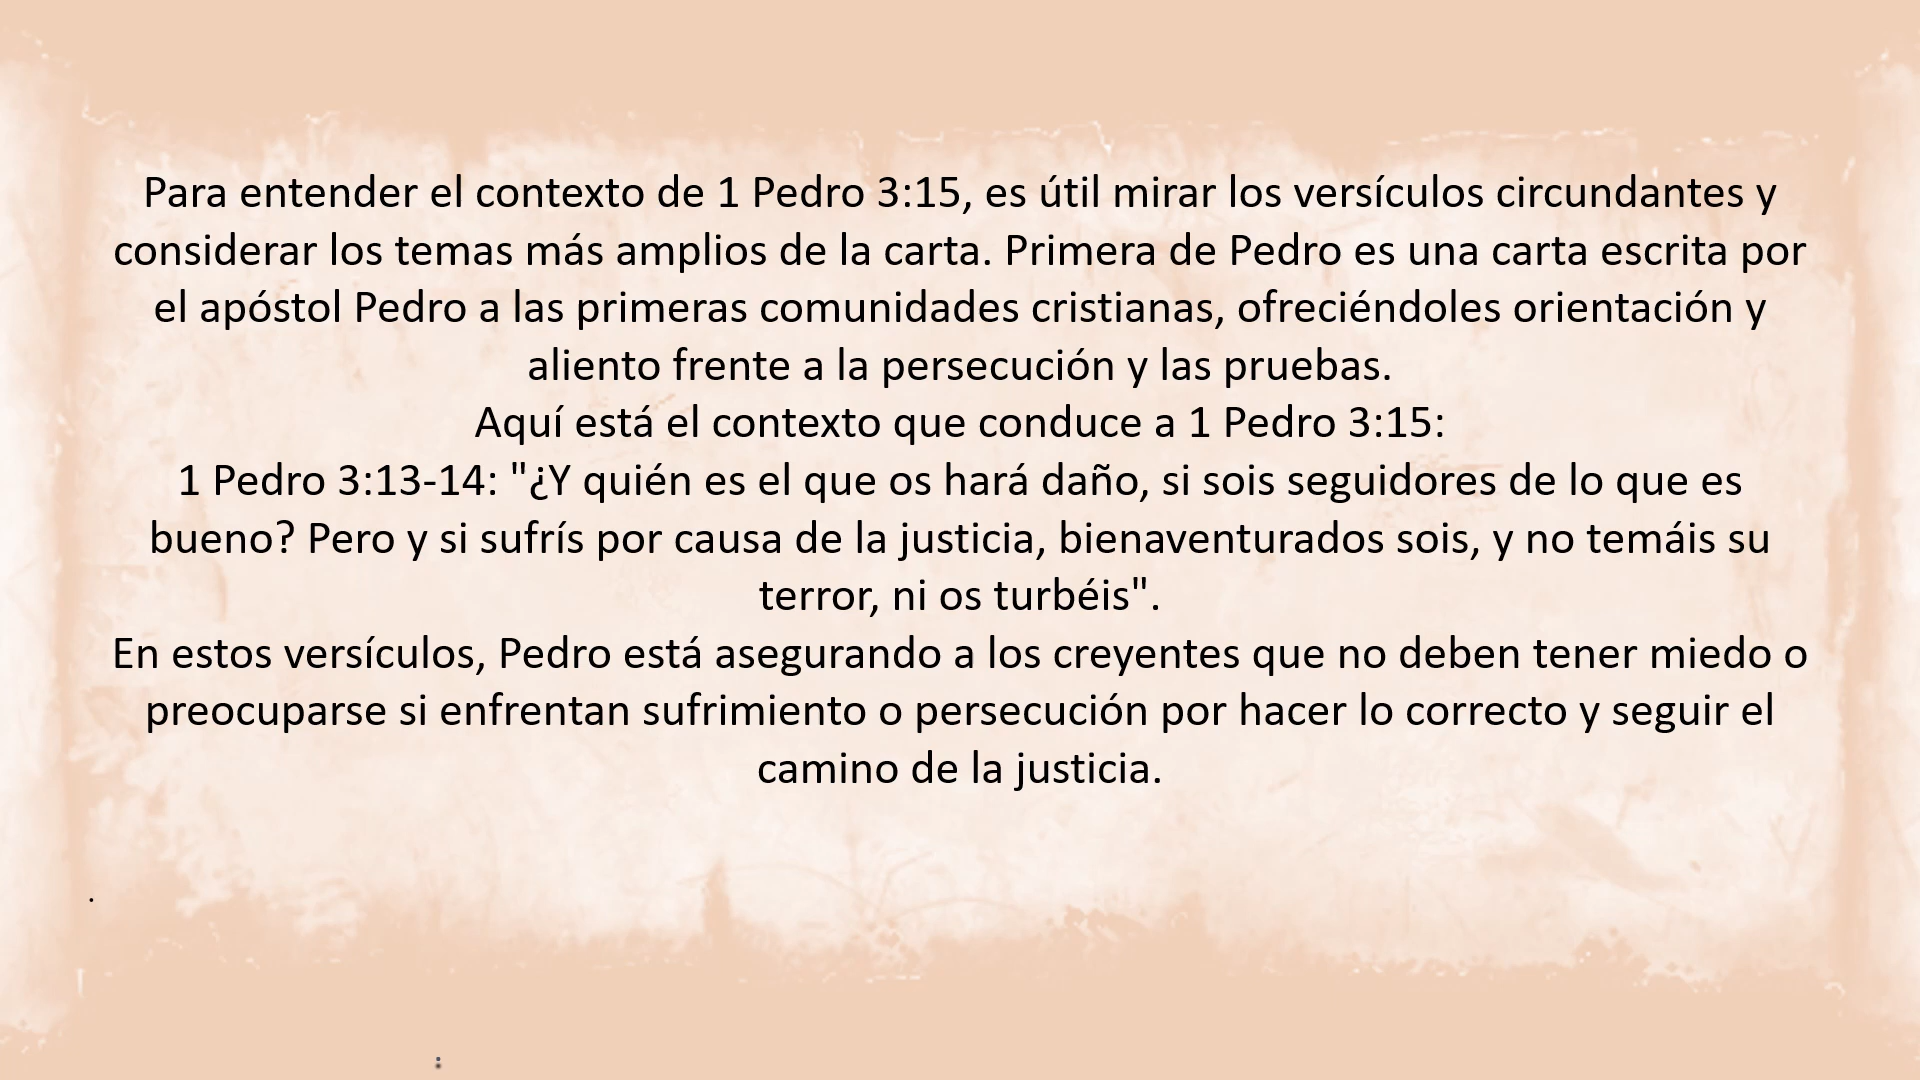 Para entender el contexto de 1 Pedro 3:15, es útil mirar los versículos circundantes y
considerar los temas más amplios de la carta. Primera de Pedro es una carta escrita por
el apóstol Pedro a las primeras comunidades cristianas, ofreciéndoles orientación y
aliento frente a la persecución y las pruebas.
Aquí está el contexto que conduce a 1 Pedro 3:15:
1 Pedro 3:13-14: "¿Y quién es el que os hará daño, si sois seguidores de lo que es
bueno? Pero y si sufrís por causa de la justicia, bienaventurados sois, y no temáis su
terror, ni os turbéis".
En estos versículos, Pedro está asegurando a los creyentes que no deben tener miedo o
preocuparse si enfrentan sufrimiento o persecución por hacer lo correcto y seguir el
camino de la justicia.
.
: